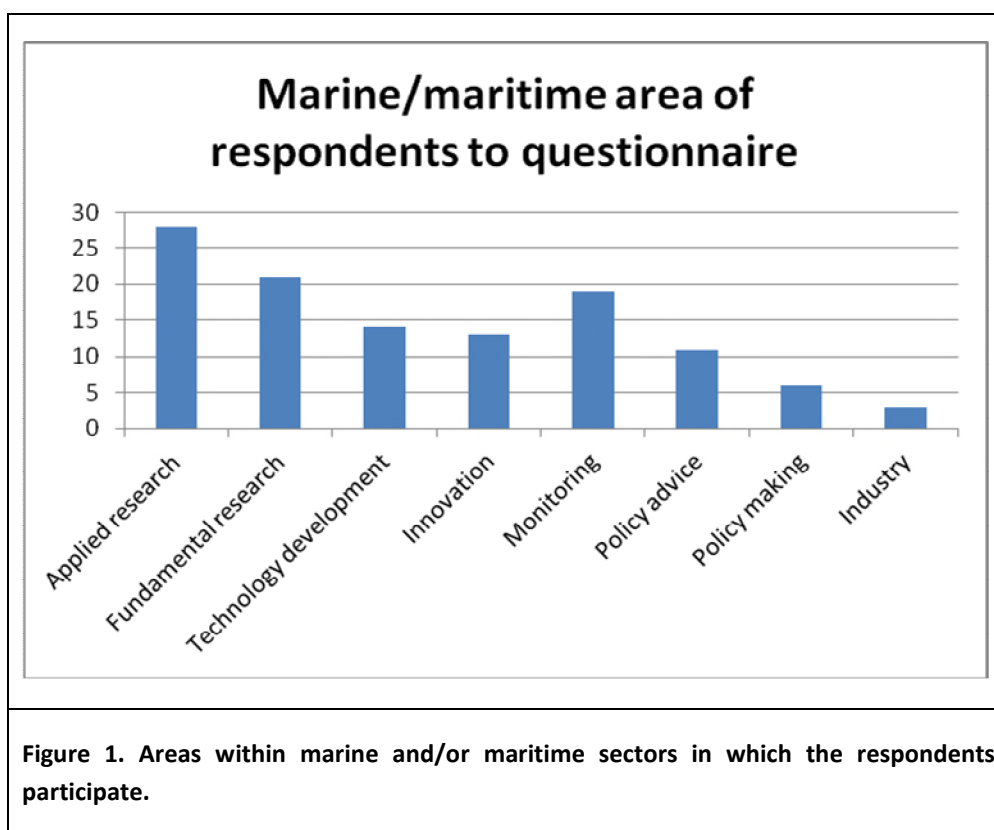 Marine/maritime area of
respondents to questionnaire
30
25
20
15
10
5
0
Applied research
Fundamental research
Technology development
Innovation
Monitoring
Policy advice
Policy making
Industry
Figure 1. Areas within marine and/or maritime sectors in which the respondents
participate.